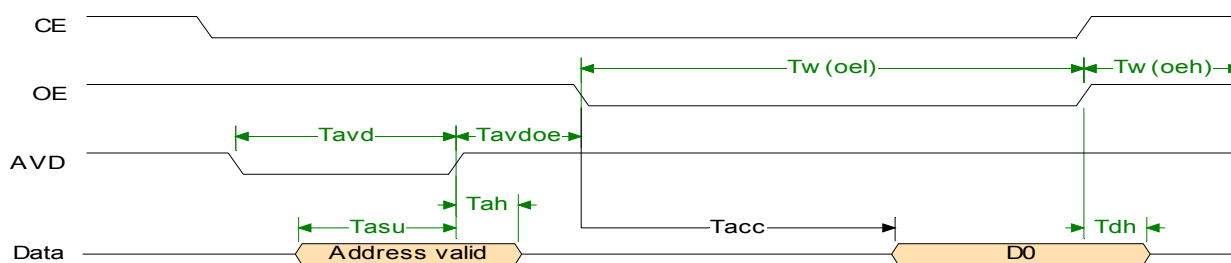 CE
Tw (oel)
Tw (oeh)
OE
Tavd
Tavdoe
AVD
Tah
Tasu
Tacc
Tdh
Data
Address valid
D0